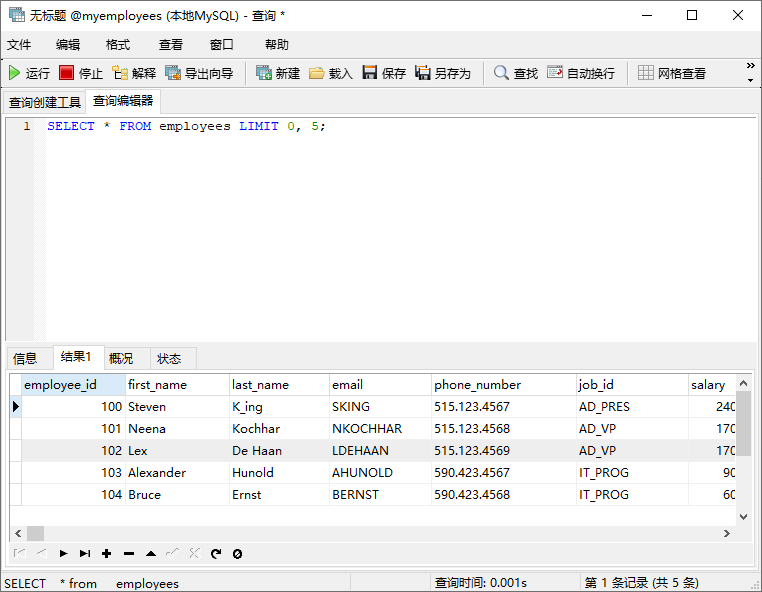 无标题 @myemployees (本地MySQL) - 查询 *
文件 编辑 格式 查看 窗口 帮助
运行 停止 解释 导出向导 新建 载入 保存 另存为 查找 自动换行 网格查看 »
查询创建工具 查询编辑器
1 SELECT * FROM employees LIMIT 0, 5;
信息 结果1 概况 状态
employee_id first_name last_name email phone_number job_id salary
100 Steven K_ing SKING 515.123.4567 AD_PRES 240
101 Neena Kochhar NKOCHHAR 515.123.4568 AD_VP 170
102 Lex De Haan LDEHAAN 515.123.4569 AD_VP 170
103 Alexander Hunold AHUNOLD 590.423.4567 IT_PROG 90
104 Bruce Ernst BERNST 590.423.4568 IT_PROG 60
SELECT * from employees 查询时间: 0.001s 第 1 条记录 (共 5 条)